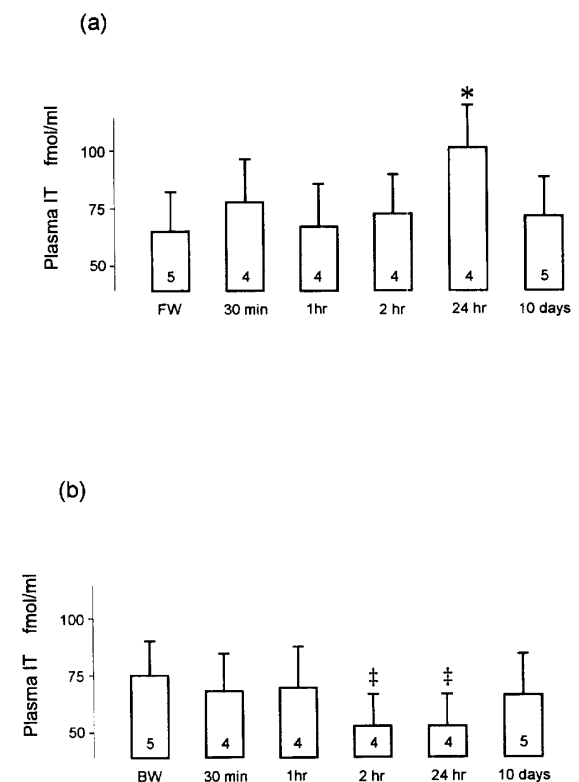 (a)
Plasma IT fmol/ml
*
100
75
50
5 4 4 4 4 5
FW 30 min 1hr 2 hr 24 hr 10 days
(b)
Plasma IT fmol/ml
100
75
50
‡ ‡
5 4 4 4 4 5
BW 30 min 1hr 2 hr 24 hr 10 days